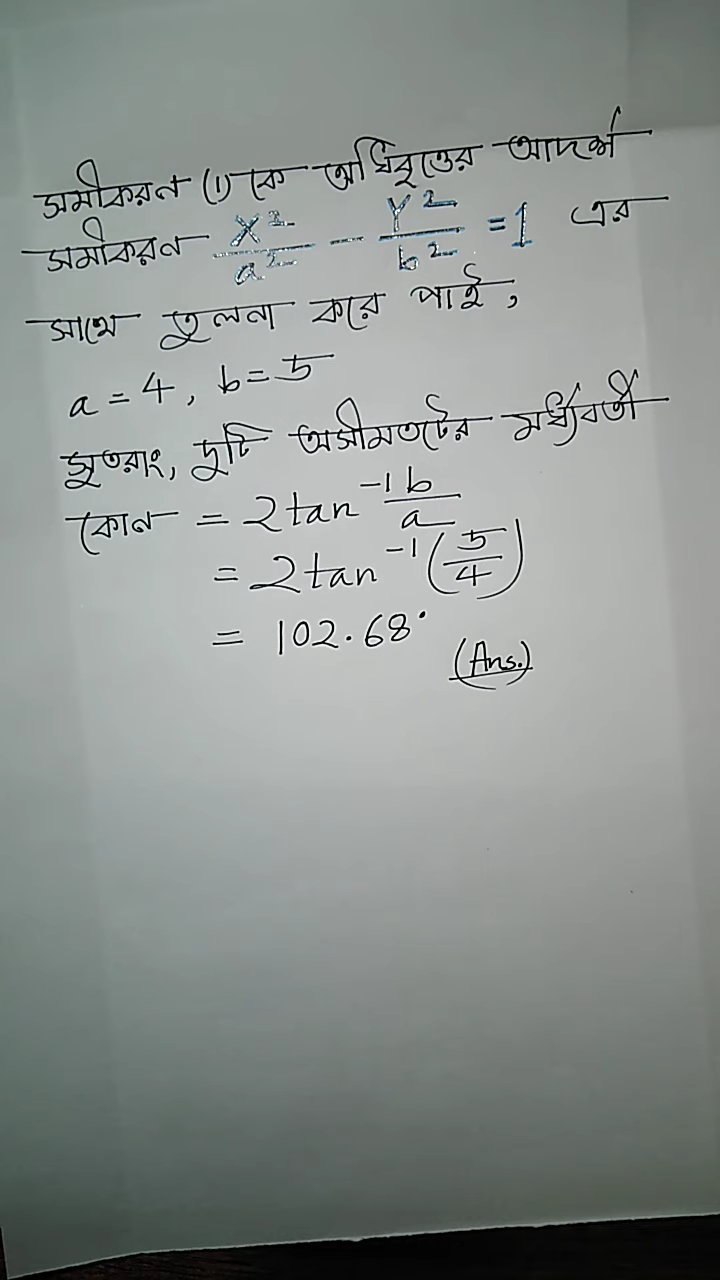 সমীকরণ (1) কে অধিবৃত্তের আদর্শ
সমীকরণ X²/a² - Y²/b² = 1 এর
সাথে তুলনা করে পাই,
a = 4, b = 5
সুতরাং, দুটি অসীমতটের মধ্যবর্তী
কোন = 2tan⁻¹ b/a
= 2tan⁻¹ (5/4)
= 102.68°
(Ans.)